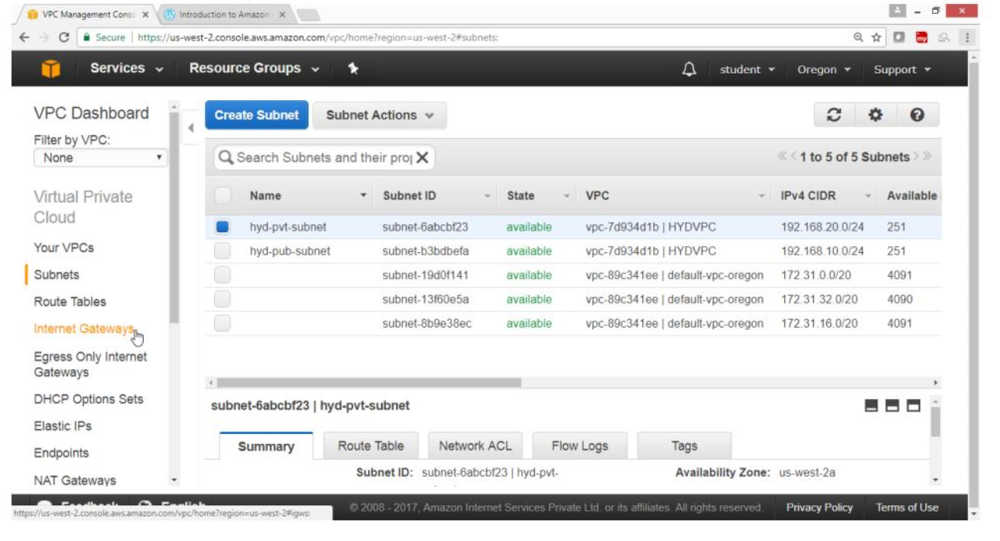 VPC Management Conso
Introduction to Amazon
Secure | https://us-west-2.console.aws.amazon.com/vpc/home?region=us-west-2#subnets:
my
Services Resource Groups student Oregon Support
VPC Dashboard
Filter by VPC:
None
Virtual Private
Cloud
Your VPCs
Subnets
Route Tables
Internet Gateways
Egress Only Internet
Gateways
DHCP Options Sets
Elastic IPs
Endpoints
NAT Gateways
Create Subnet Subnet Actions
Search Subnets and their prop
1 to 5 of 5 Subnets
Name Subnet ID State VPC IPv4 CIDR Available
hyd-pvt-subnet subnet-6abcbf23 available vpc-7d934d1b | HYDVPC 192.168.20.0/24 251
hyd-pub-subnet subnet-b3bdbefa available vpc-7d934d1b | HYDVPC 192.168.10.0/24 251
subnet-19d0f141 available vpc-89c341ee | default-vpc-oregon 172.31.0.0/20 4091
subnet-13f60e5a available vpc-89c341ee | default-vpc-oregon 172.31.32.0/20 4090
subnet-8b9e38ec available vpc-89c341ee | default-vpc-oregon 172.31.16.0/20 4091
subnet-6abcbf23 | hyd-pvt-subnet
Summary Route Table Network ACL Flow Logs Tags
Subnet ID: subnet-6abcbf23 | hyd-pvt-
Availability Zone: us-west-2a
Feedback English
© 2008 - 2017, Amazon Internet Services Private Ltd. or its affiliates. All rights reserved. Privacy Policy Terms of Use
https://us-west-2.console.aws.amazon.com/vpc/home?region=us-west-2#igws: